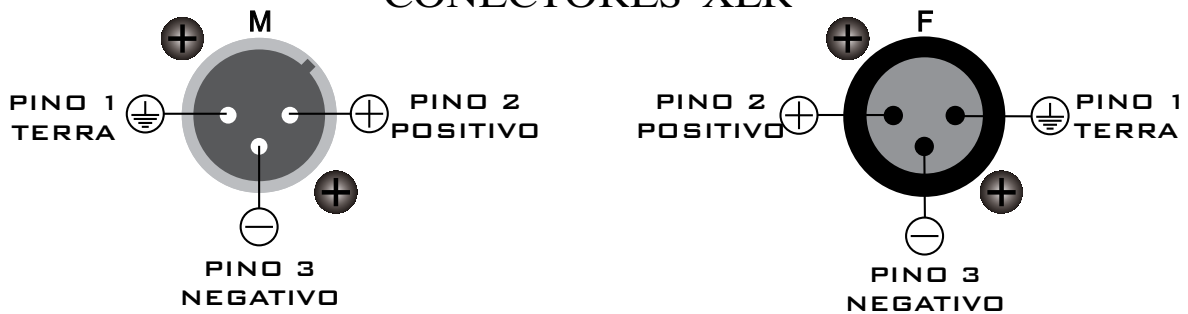 CONECTORES XLR
M
F
PINO 1
TERRA
PINO 2
POSITIVO
PINO 2
POSITIVO
PINO 1
TERRA
PINO 3
NEGATIVO
PINO 3
NEGATIVO